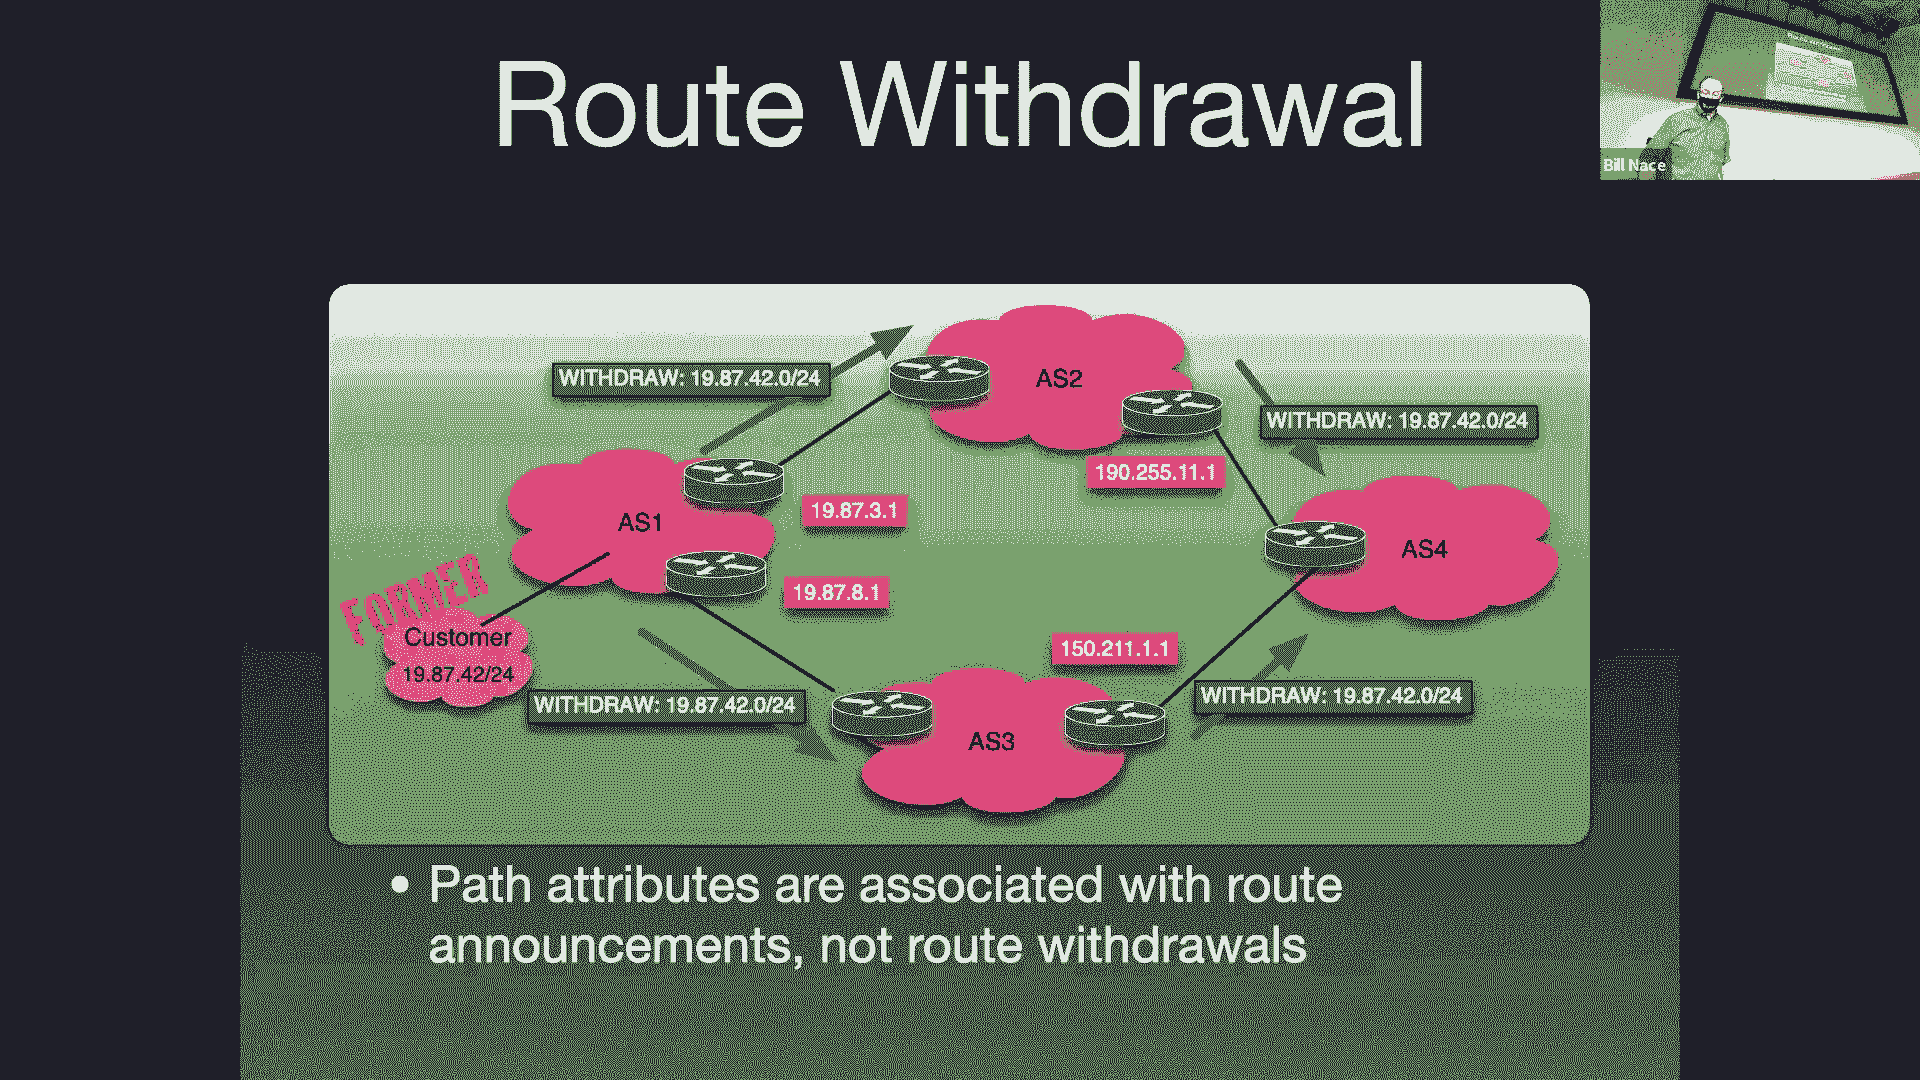 Route Withdrawal
Bill Nace
WITHDRAW: 19.87.42.0/24
AS2
WITHDRAW: 19.87.42.0/24
190.255.11.1
19.87.3.1
AS1
AS4
19.87.8.1
FORMER
Customer
19.87.42/24
150.211.1.1
WITHDRAW: 19.87.42.0/24
WITHDRAW: 19.87.42.0/24
AS3
• Path attributes are associated with route
announcements, not route withdrawals